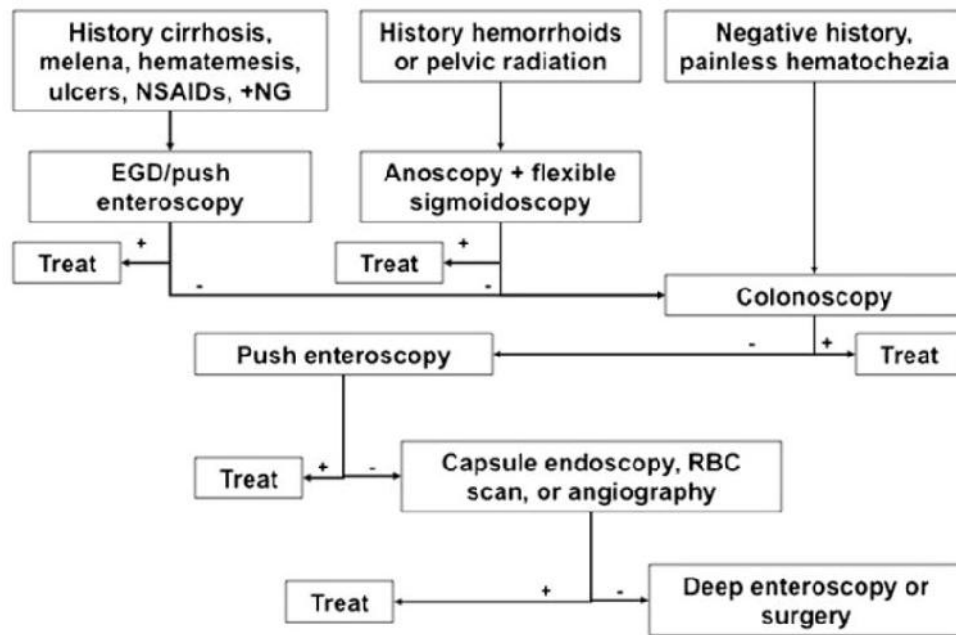 History cirrhosis,
melena, hematemesis,
ulcers, NSAIDs, +NG
History hemorrhoids
or pelvic radiation
Negative history,
painless hematochezia
EGD/push
enteroscopy
Anoscopy + flexible
sigmoidoscopy
+
Treat
+
Treat
-
-
Colonoscopy
Push enteroscopy
-
+
Treat
Treat
+
-
Capsule endoscopy, RBC
scan, or angiography
Treat
+
-
Deep enteroscopy or
surgery